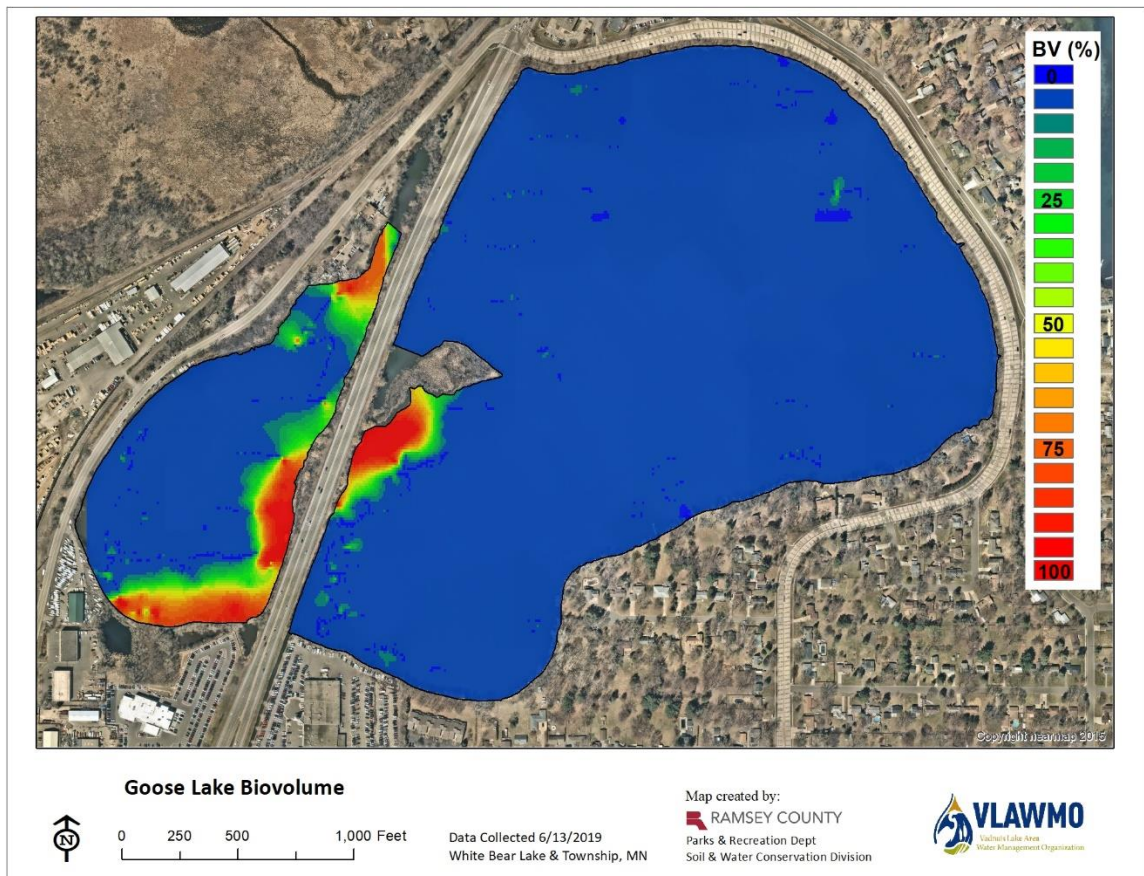 BV (%)
0
25
50
75
100
Copyright nearmap 2015
Goose Lake Biovolume
N
0 250 500 1,000 Feet
Data Collected 6/13/2019
White Bear Lake & Township, MN
Map created by:
RAMSEY COUNTY
Parks & Recreation Dept
Soil & Water Conservation Division
VLAWMO
Vadnais Lake Area
Water Management Organization